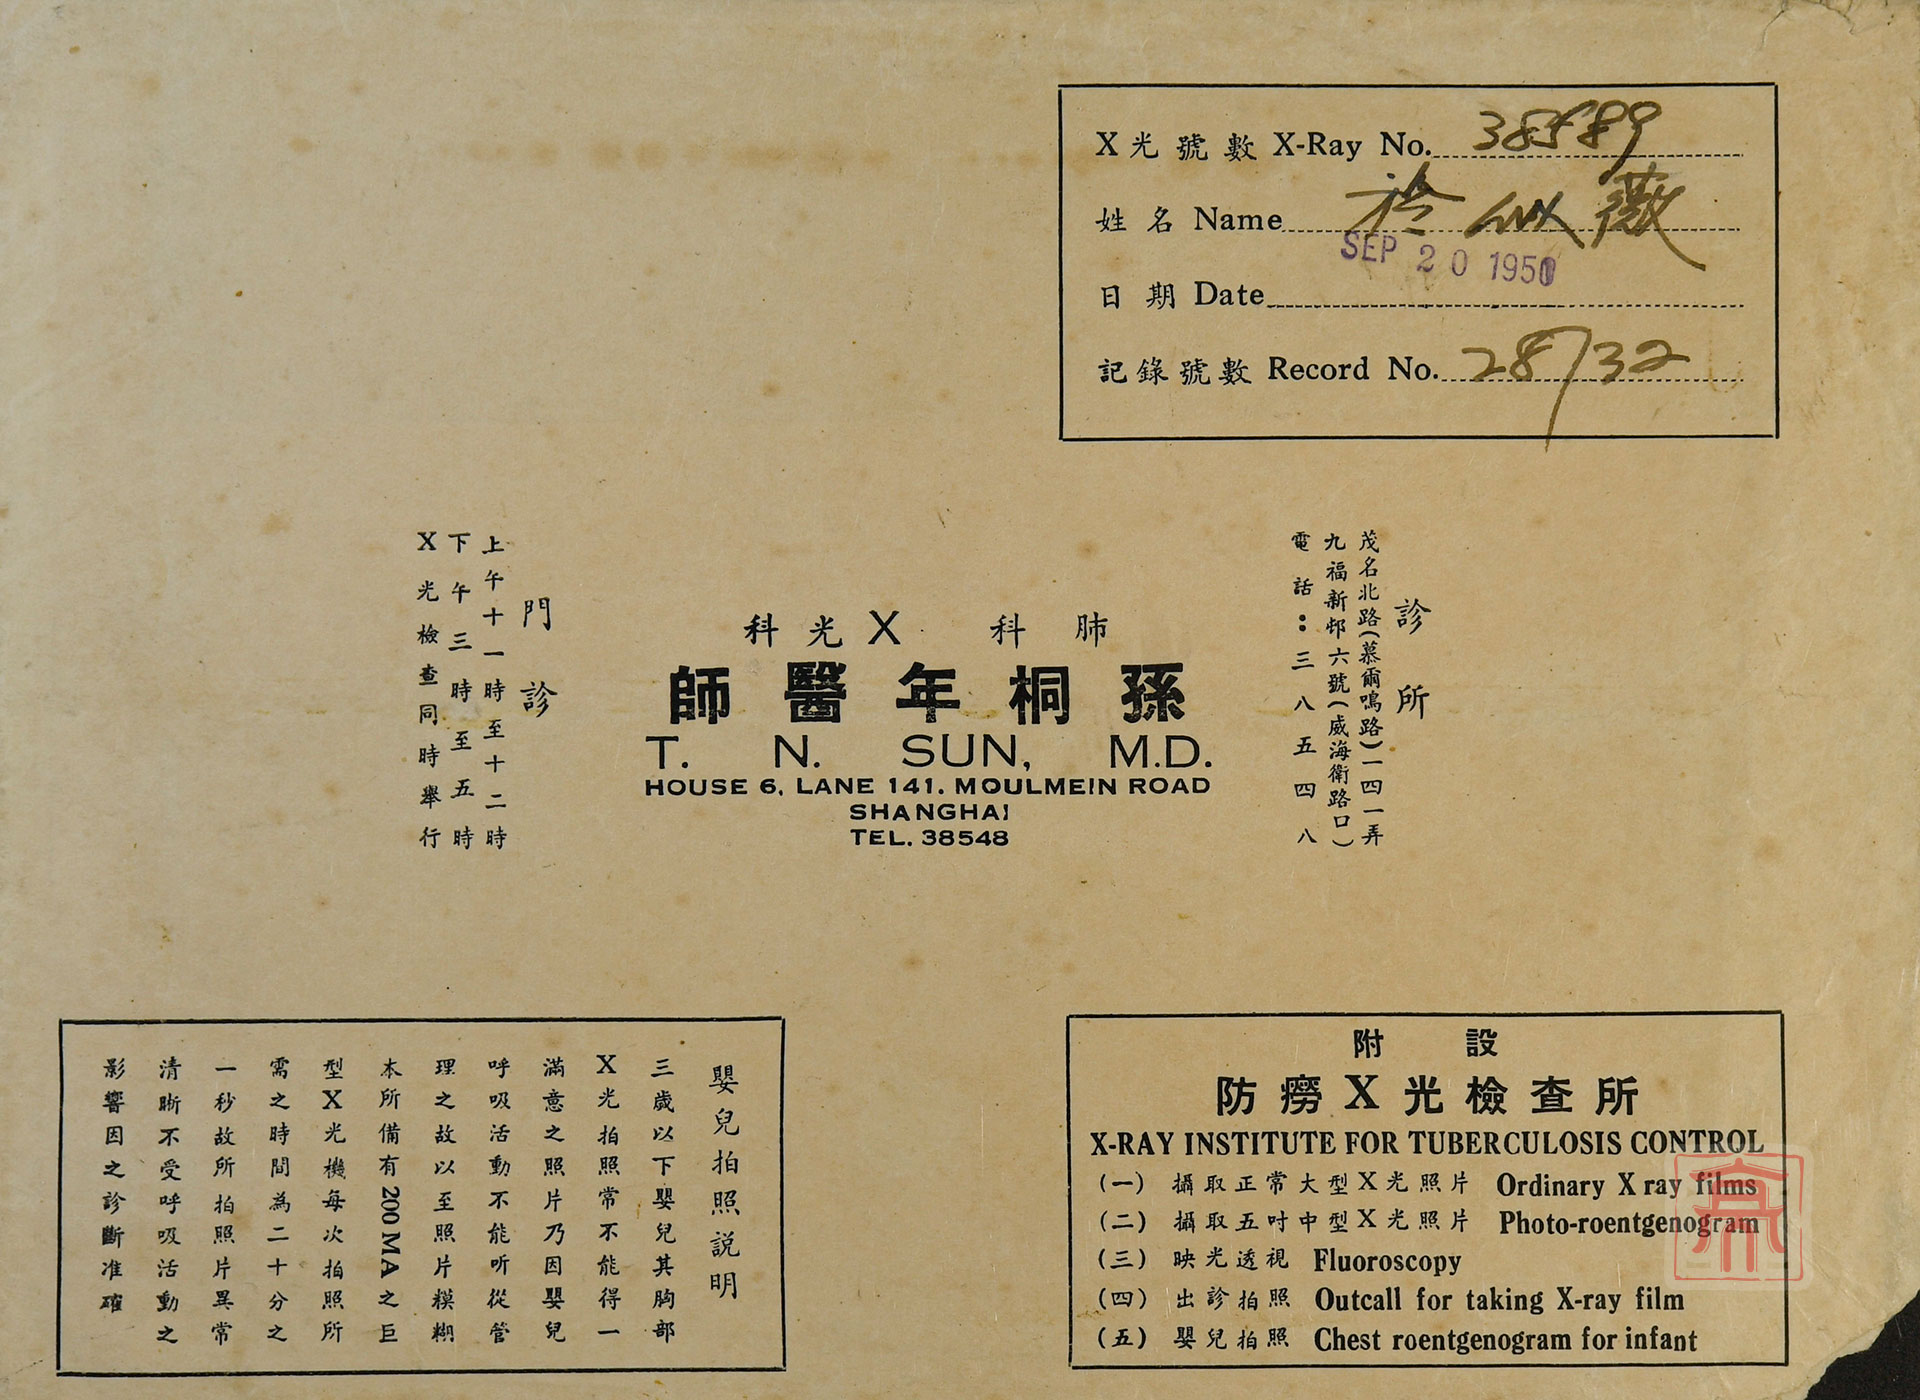 X光號數 X-Ray No. 38589
姓名 Name 於似薇
SEP 20 1950
日期 Date
記錄號數 Record No. 28732
診所
茂名北路(慕爾鳴路)一四一弄
九福新邨六號(威海衛路口)
電話：三八五四八
肺科 X光科
孫桐年醫師
T. N. SUN, M.D.
HOUSE 6, LANE 141. MOULMEIN ROAD
SHANGHAI
TEL. 38548
門診
上午十一時至十二時
下午三時至五時
X光檢查同時舉行
附設
防癆X光檢查所
X-RAY INSTITUTE FOR TUBERCULOSIS CONTROL
(一) 攝取正常大型X光照片 Ordinary X ray films
(二) 攝取五吋中型X光照片 Photo-roentgenogram
(三) 映光透視 Fluoroscopy
(四) 出診拍照 Outcall for taking X-ray film
(五) 嬰兒拍照 Chest roentgenogram for infant
嬰兒拍照説明
三歲以下嬰兒其胸部
X光拍照常不能得一
滿意之照片乃因嬰兒
呼吸活動不能听從管
理之故以至照片模糊
本所備有200MA之巨
型X光機每次拍照所
需之時間為二十分之
一秒故所拍照片異常
清晰不受呼吸活動之
影響因之診斷准確